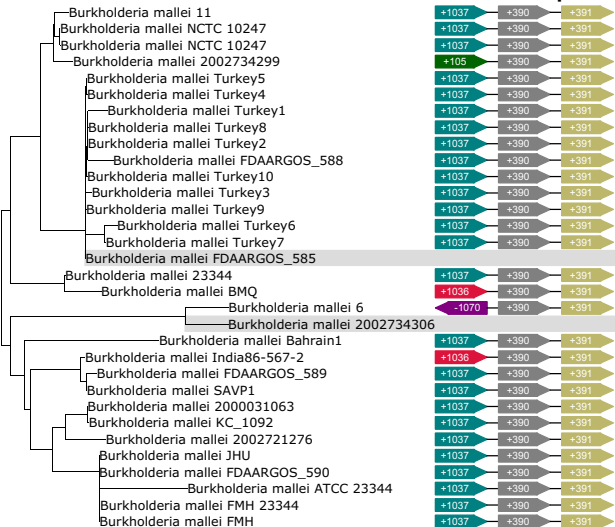 Burkholderia mallei 11 +1037 +390 +391
Burkholderia mallei NCTC 10247 +1037 +390 +391
Burkholderia mallei NCTC 10247 +1037 +390 +391
Burkholderia mallei 2002734299 +105 +390 +391
Burkholderia mallei Turkey5 +1037 +390 +391
Burkholderia mallei Turkey4 +1037 +390 +391
Burkholderia mallei Turkey1 +1037 +390 +391
Burkholderia mallei Turkey8 +1037 +390 +391
Burkholderia mallei Turkey2 +1037 +390 +391
Burkholderia mallei FDAARGOS_588 +1037 +390 +391
Burkholderia mallei Turkey10 +1037 +390 +391
Burkholderia mallei Turkey3 +1037 +390 +391
Burkholderia mallei Turkey9 +1037 +390 +391
Burkholderia mallei Turkey6 +1037 +390 +391
Burkholderia mallei Turkey7 +1037 +390 +391
Burkholderia mallei FDAARGOS_585
Burkholderia mallei 23344 +1037 +390 +391
Burkholderia mallei BMQ +1036 +390 +391
Burkholderia mallei 6 -1070 +390 +391
Burkholderia mallei 2002734306
Burkholderia mallei Bahrain1 +1037 +390 +391
Burkholderia mallei India86-567-2 +1036 +390 +391
Burkholderia mallei FDAARGOS_589 +1037 +390 +391
Burkholderia mallei SAVP1 +1037 +390 +391
Burkholderia mallei 2000031063 +1037 +390 +391
Burkholderia mallei KC_1092 +1037 +390 +391
Burkholderia mallei 2002721276 +1037 +390 +391
Burkholderia mallei JHU +1037 +390 +391
Burkholderia mallei FDAARGOS_590 +1037 +390 +391
Burkholderia mallei ATCC 23344 +1037 +390 +391
Burkholderia mallei FMH 23344 +1037 +390 +391
Burkholderia mallei FMH +1037 +390 +391